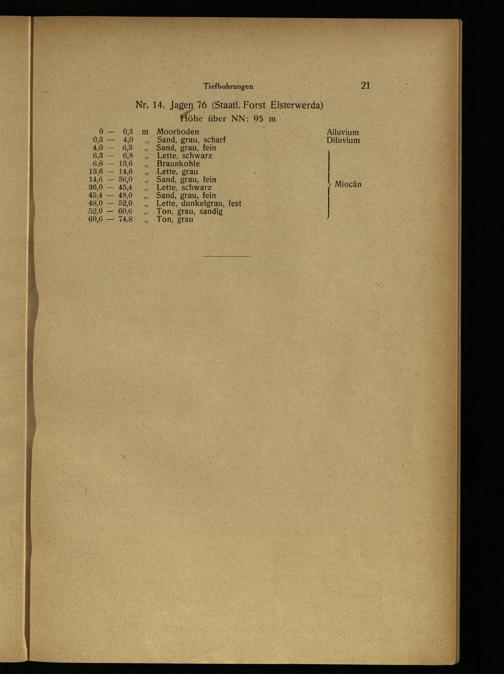 Tiefbohrungen 21
Nr. 14. Jagen 76 (Staatl. Forst Elsterwerda)
Höhe über NN: 95 m
0 — 0,3 m Moorboden Alluvium
0,3 — 4,0 „ Sand, grau, scharf Diluvium
4,0 — 6,3 „ Sand, grau, fein
6,3 — 6,8 „ Lette, schwarz
6,8 — 13,6 „ Braunkohle
13,6 — 14,6 „ Lette, grau
14,6 — 36,0 „ Sand, grau, fein
36,0 — 45,4 „ Lette, schwarz Miocän
45,4 — 48,0 „ Sand, grau, fein
48,0 — 52,0 „ Lette, dunkelgrau, fest
52,0 — 60,6 „ Ton, grau, sandig
60,6 — 74,8 „ Ton, grau